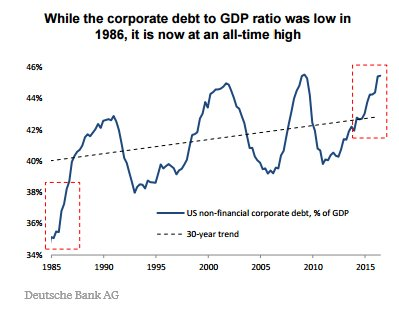 While the corporate debt to GDP ratio was low in
1986, it is now at an all-time high
46%
44%
42%
40%
38%
36%
34%
US non-financial corporate debt, % of GDP
30-year trend
1985 1990 1995 2000 2005 2010 2015
Deutsche Bank AG